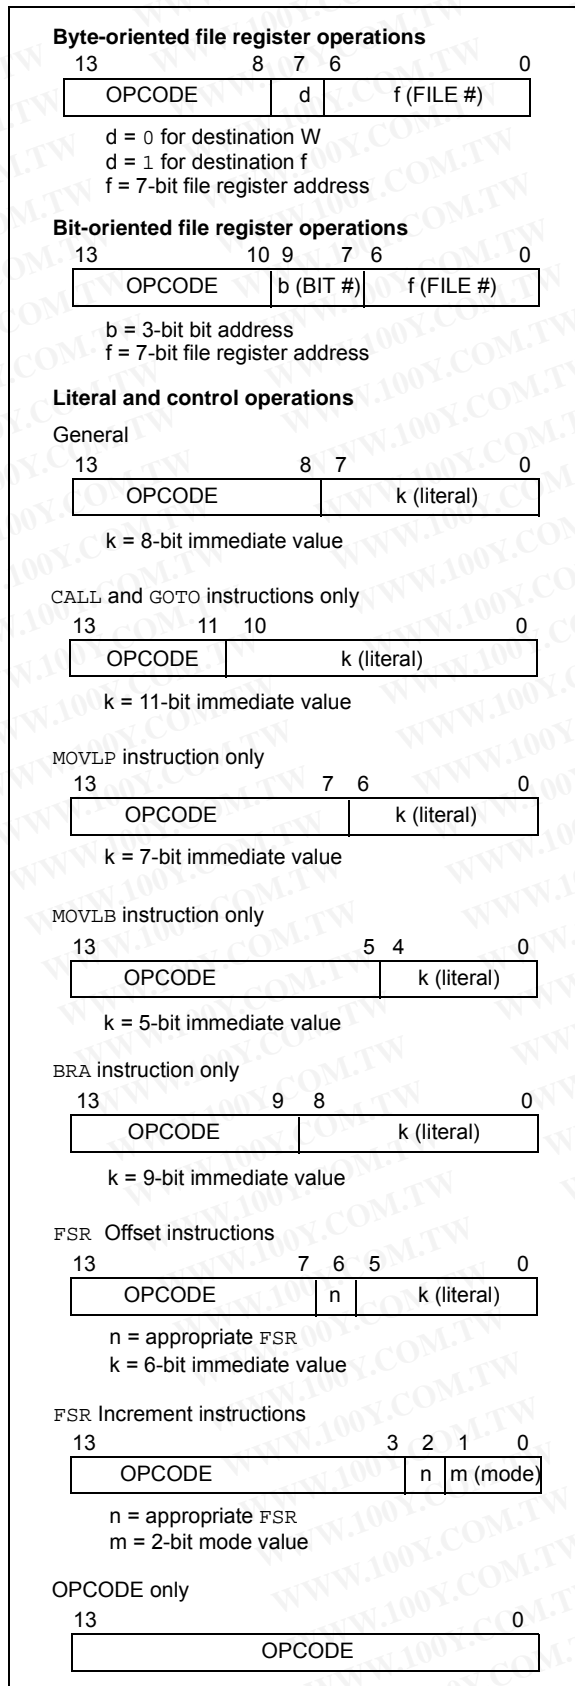 Byte-oriented file register operations
13 8 7 6 0
OPCODE d f (FILE #)
d = 0 for destination W
d = 1 for destination f
f = 7-bit file register address
Bit-oriented file register operations
13 10 9 7 6 0
OPCODE b (BIT #) f (FILE #)
b = 3-bit bit address
f = 7-bit file register address
Literal and control operations
General
13 8 7 0
OPCODE k (literal)
k = 8-bit immediate value
CALL and GOTO instructions only
13 11 10 0
OPCODE k (literal)
k = 11-bit immediate value
MOVLP instruction only
13 7 6 0
OPCODE k (literal)
k = 7-bit immediate value
MOVLB instruction only
13 5 4 0
OPCODE k (literal)
k = 5-bit immediate value
BRA instruction only
13 9 8 0
OPCODE k (literal)
k = 9-bit immediate value
FSR Offset instructions
13 7 6 5 0
OPCODE n k (literal)
n = appropriate FSR
k = 6-bit immediate value
FSR Increment instructions
13 3 2 1 0
OPCODE n m (mode)
n = appropriate FSR
m = 2-bit mode value
OPCODE only
13 0
OPCODE
WWW.100Y.COM.TW